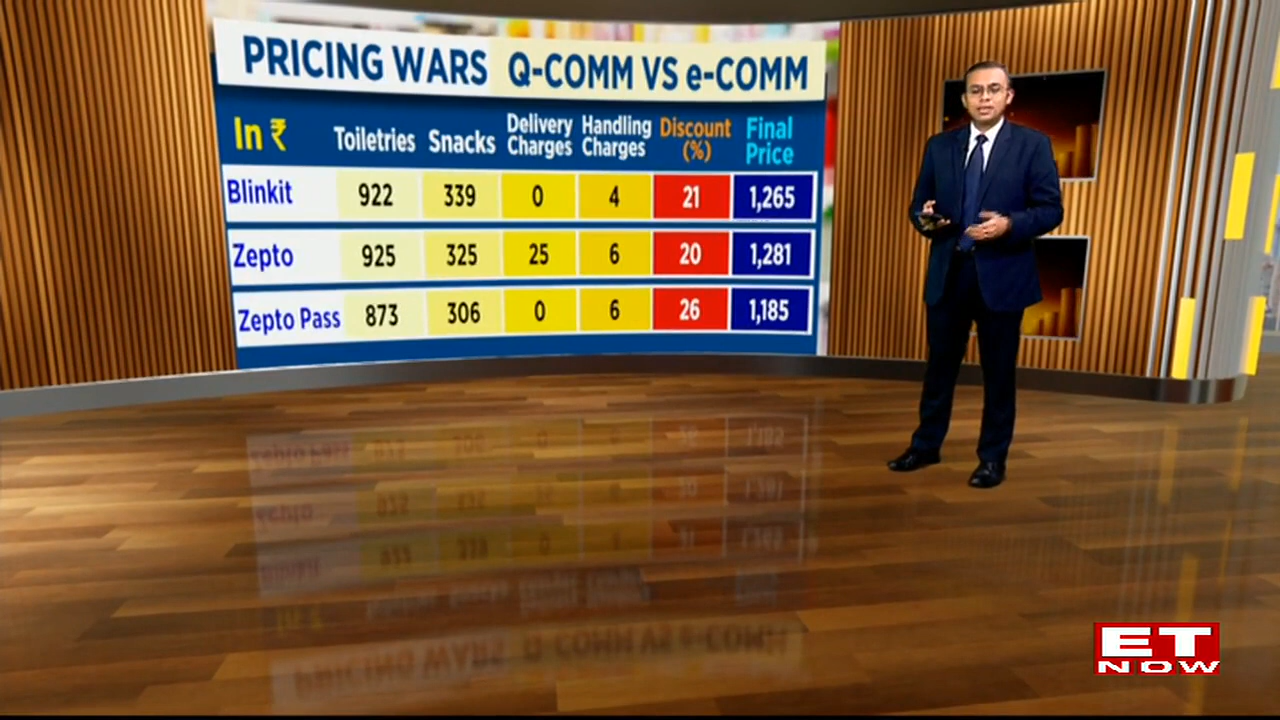 PRICING WARS Q-COMM VS e-COMM
In ₹ Toiletries Snacks Delivery Charges Handling Charges Discount (%) Final Price
Blinkit 922 339 0 4 21 1,265
Zepto 925 325 25 6 20 1,281
Zepto Pass 873 306 0 6 26 1,185
ET
NOW